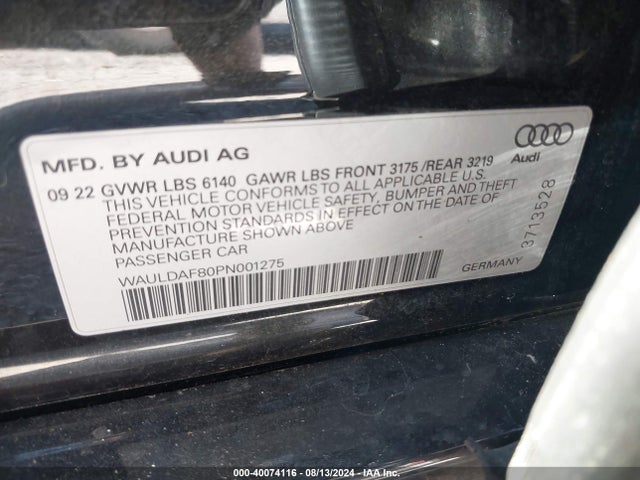 MFD. BY AUDI AG
Audi
09 22 GVWR LBS 6140 GAWR LBS FRONT 3175 /REAR 3219
THIS VEHICLE CONFORMS TO ALL APPLICABLE U.S.
FEDERAL MOTOR VEHICLE SAFETY, BUMPER AND THEFT
PREVENTION STANDARDS IN EFFECT ON THE DATE OF
MANUFACTURE SHOWN ABOVE
PASSENGER CAR
WAULDAF80PN001275
GERMANY
3713528
000-40074116 - 08/13/2024 - IAAI.com